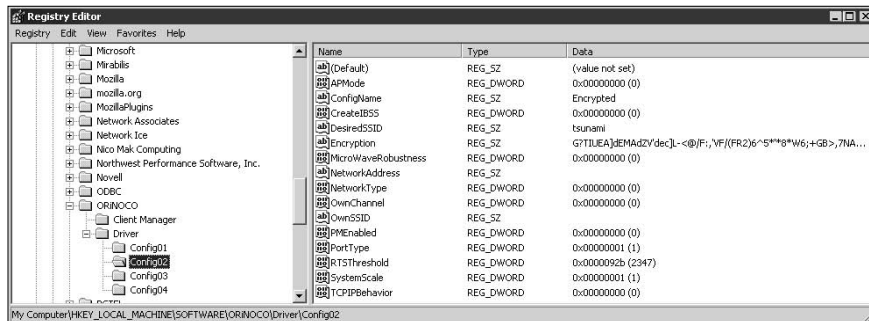 Registry Editor
Registry Edit View Favorites Help
Microsoft
Mirabilis
Mozilla
mozilla.org
MozillaPlugins
Network Associates
Network Ice
Nico Mak Computing
Northwest Performance Software, Inc.
Novell
ODBC
ORiNOCO
Client Manager
Driver
Config01
Config02
Config03
Config04
Name Type Data
(Default) REG_SZ (value not set)
APMode REG_DWORD 0x00000000 (0)
ConfigName REG_SZ Encrypted
CreateIBSS REG_DWORD 0x00000000 (0)
DesiredSSID REG_SZ tsunami
Encryption REG_SZ
MicroWaveRobustness REG_DWORD 0x00000000 (0)
NetworkAddress REG_SZ
NetworkType REG_DWORD 0x00000000 (0)
OwnChannel REG_DWORD 0x00000000 (0)
OwnSSID REG_SZ
PMEnabled REG_DWORD 0x00000000 (0)
PortType REG_DWORD 0x00000001 (1)
RTSThreshold REG_DWORD 0x0000092b (2347)
SystemScale REG_DWORD 0x00000001 (1)
TCPIPBehavior REG_DWORD 0x00000000 (0)
My Computer\HKEY_LOCAL_MACHINE\SOFTWARE\ORiNOCO\Driver\Config02